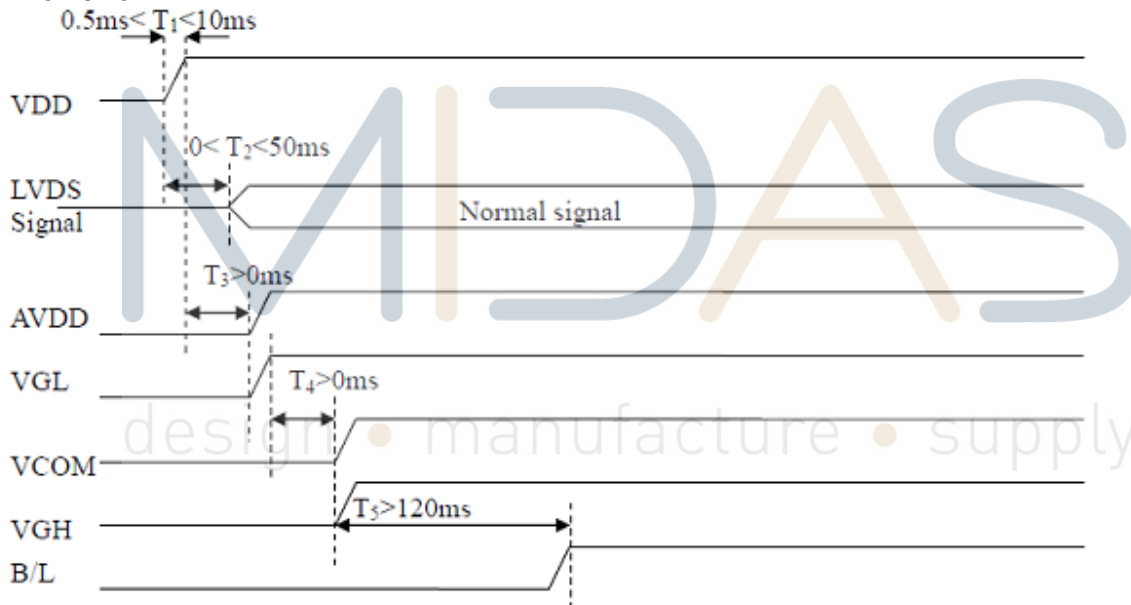 0.5ms< T₁<10ms
VDD
0< T₂<50ms
LVDS
Signal
Normal signal
T₃>0ms
AVDD
VGL
T₄>0ms
VCOM
VGH
T₅>120ms
B/L
MIDAS
design • manufacture • supply